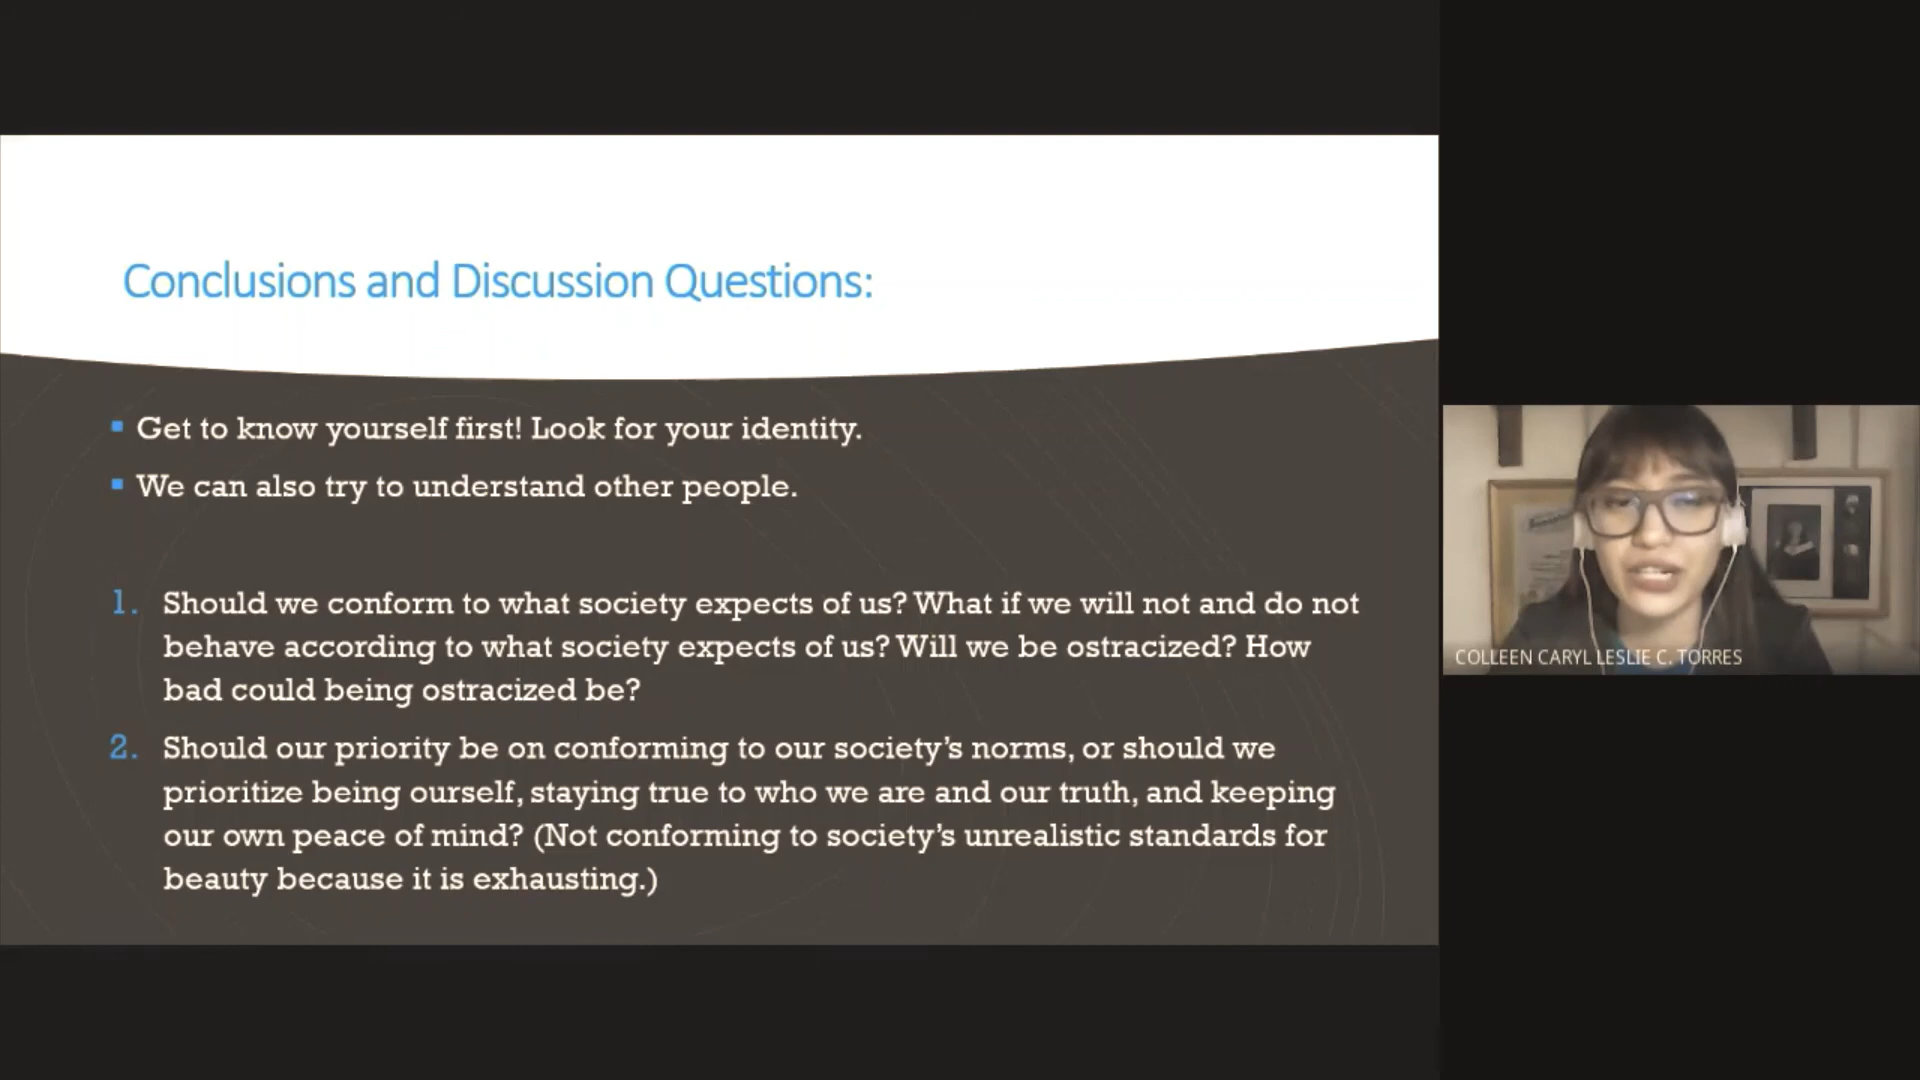 Conclusions and Discussion Questions:
▪ Get to know yourself first! Look for your identity.
▪ We can also try to understand other people.
1. Should we conform to what society expects of us? What if we will not and do not
behave according to what society expects of us? Will we be ostracized? How
bad could being ostracized be?
2. Should our priority be on conforming to our society’s norms, or should we
prioritize being ourself, staying true to who we are and our truth, and keeping
our own peace of mind? (Not conforming to society’s unrealistic standards for
beauty because it is exhausting.)
COLLEEN CARYL LESLIE C. TORRES